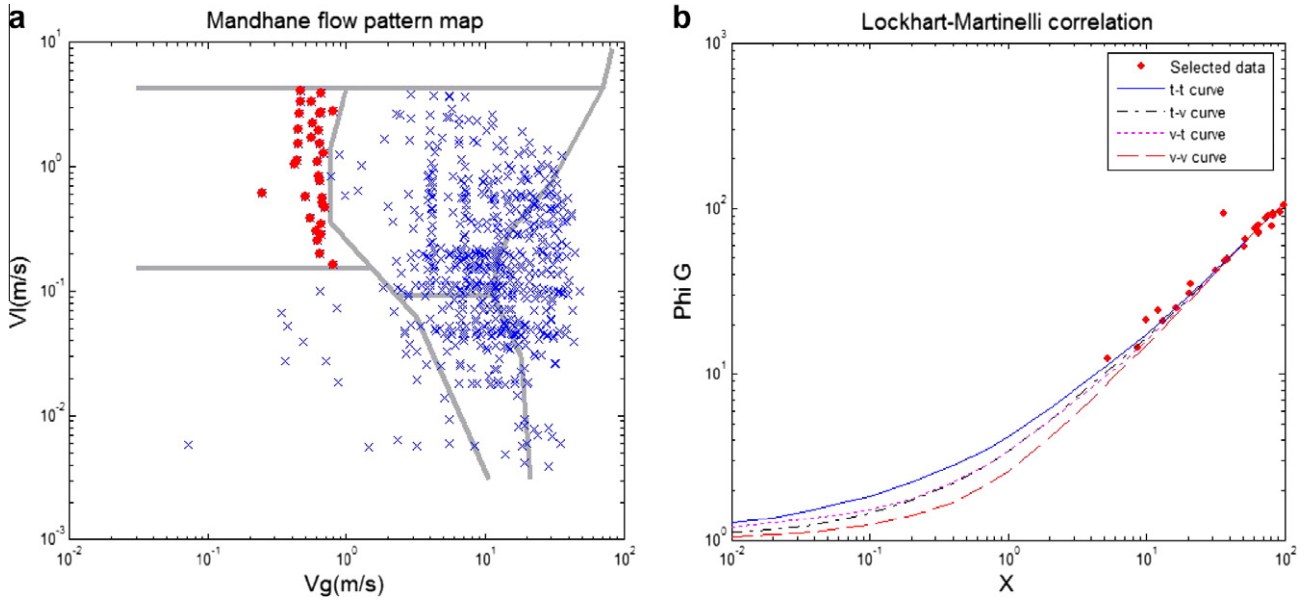 a
Mandhane flow pattern map
10^1
10^0
10^-1
10^-2
10^-3
Vl(m/s)
10^-2
10^-1
10^0
10^1
10^2
Vg(m/s)
b
Lockhart-Martinelli correlation
10^3
10^2
10^1
10^0
Phi G
Selected data
t-t curve
t-v curve
v-t curve
v-v curve
10^-2
10^-1
10^0
10^1
10^2
X